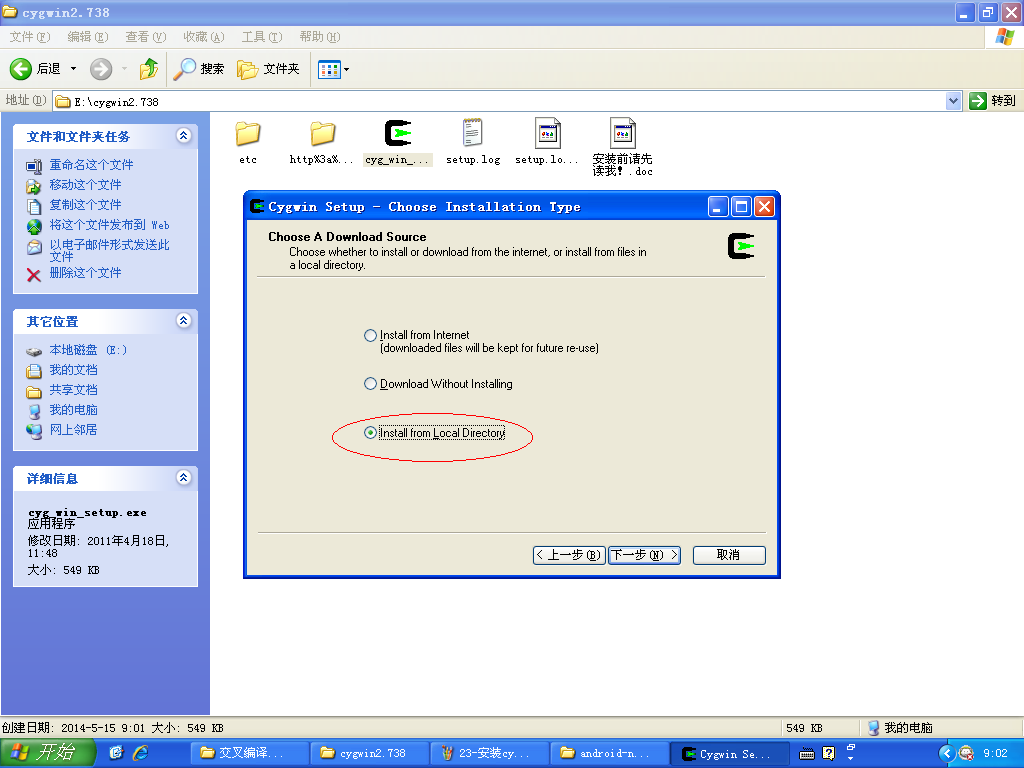 cygwin2.738
文件(F) 编辑(E) 查看(V) 收藏(A) 工具(T) 帮助(H)
后退 搜索 文件夹
地址(D) E:\cygwin2.738 转到
文件和文件夹任务
重命名这个文件
移动这个文件
复制这个文件
将这个文件发布到 Web
以电子邮件形式发送此
文件
删除这个文件
其它位置
本地磁盘 (E:)
我的文档
共享文档
我的电脑
网上邻居
详细信息
cyg_win_setup.exe
应用程序
修改日期: 2011年4月18日,
11:48
大小: 549 KB
etc http%3a%... cyg_win_... setup.log setup.lo... 安装前请先
读我!.doc
Cygwin Setup - Choose Installation Type
Choose A Download Source
Choose whether to install or download from the internet, or install from files in
a local directory.
Install from Internet
(downloaded files will be kept for future re-use)
Download Without Installing
Install from Local Directory
< 上一步(B) 下一步(N) > 取消
创建日期: 2014-5-15 9:01 大小: 549 KB 549 KB 我的电脑
开始 交叉编译... cygwin2.738 23-安装cy... android-n... Cygwin Se... 9:02